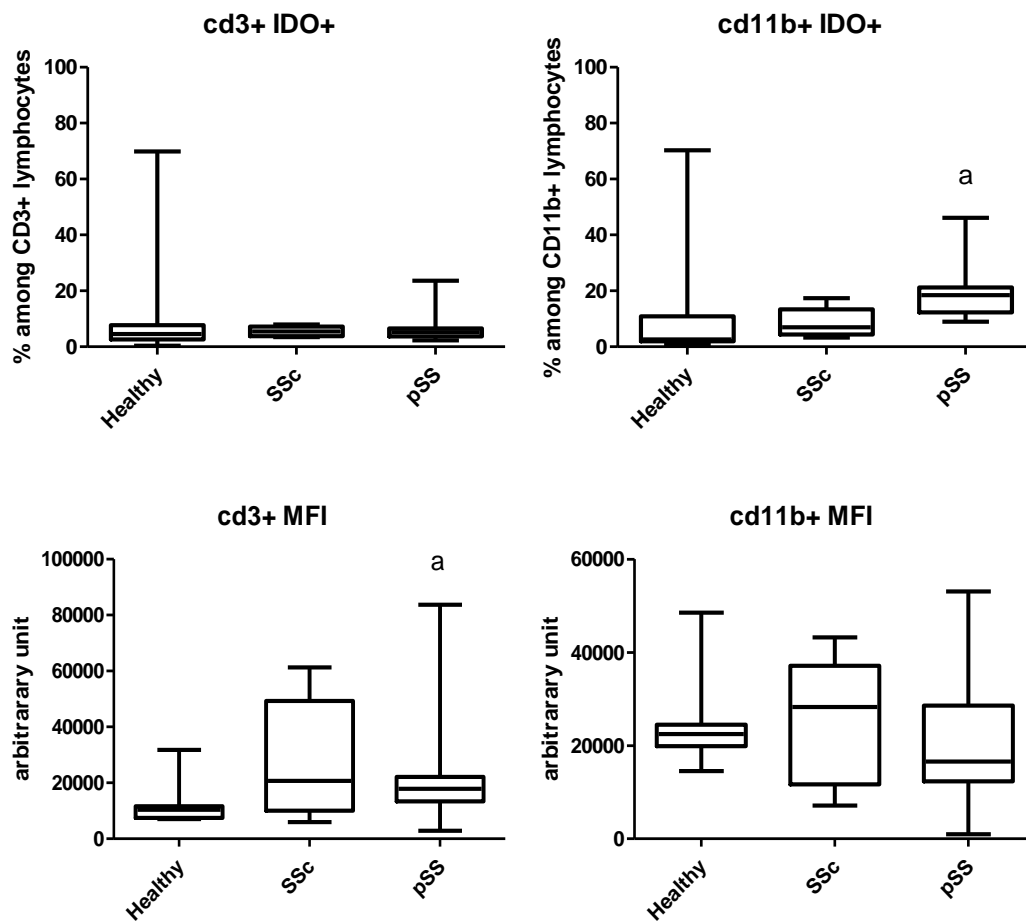 cd3+ IDO+
% among CD3+ lymphocytes
100
80
60
40
20
0
Healthy
SSc
pSS
cd11b+ IDO+
% among CD11b+ lymphocytes
100
80
60
40
20
0
a
Healthy
SSc
pSS
cd3+ MFI
arbitrarary unit
100000
80000
60000
40000
20000
0
a
Healthy
SSc
pSS
cd11b+ MFI
arbitrarary unit
60000
40000
20000
0
Healthy
SSc
pSS